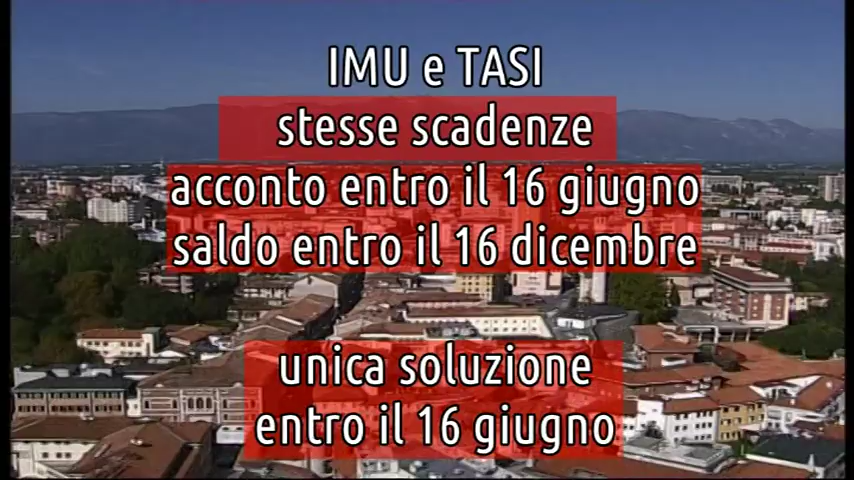 IMU e TASI
stesse scadenze
acconto entro il 16 giugno
saldo entro il 16 dicembre
unica soluzione
entro il 16 giugno